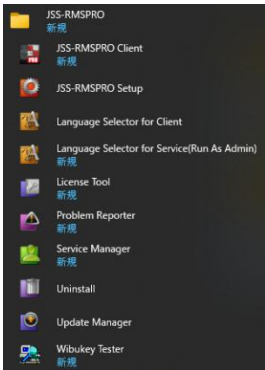 JSS-RMSPRO
新規
JSS-RMSPRO Client
新規
JSS-RMSPRO Setup
Language Selector for Client
Language Selector for Service(Run As Admin)
新規
License Tool
新規
Problem Reporter
新規
Service Manager
新規
Uninstall
Update Manager
Wibukey Tester
新規